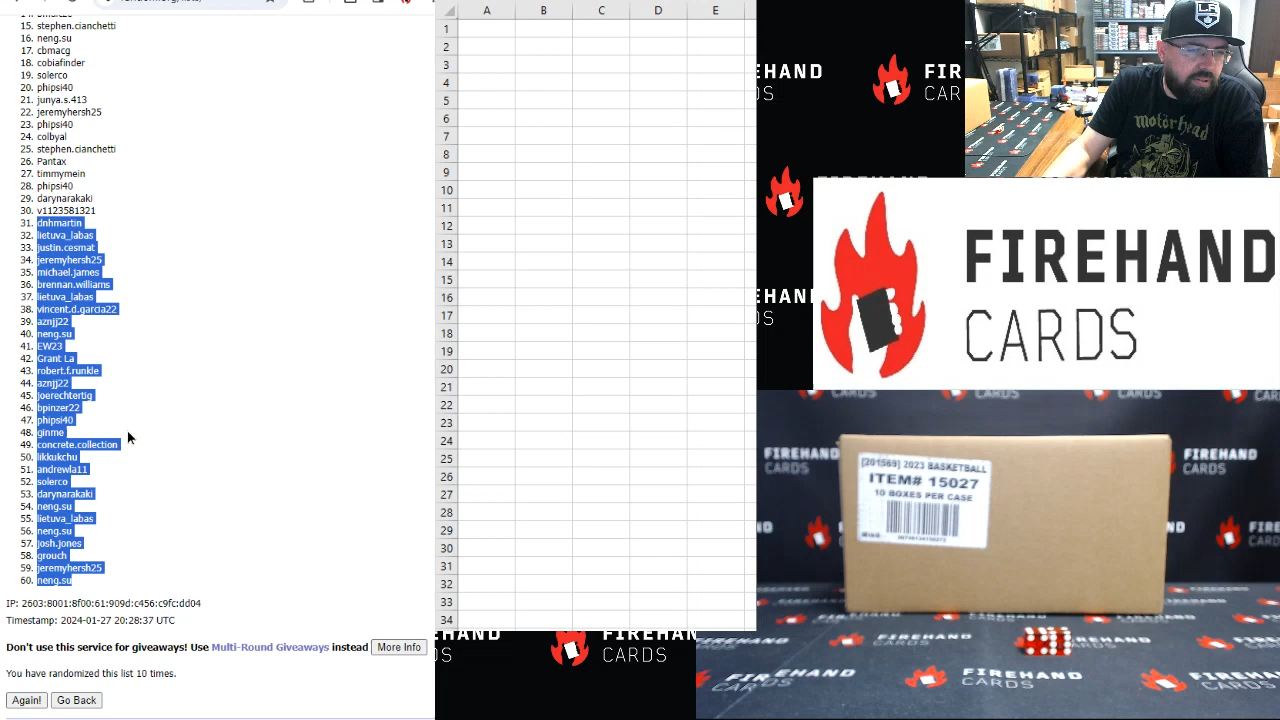 15. stephen.cianchetti
16. neng.su
17. cbmacg
18. cobiafinder
19. solerco
20. phipsi40
21. junya.s.413
22. jeremyhersh25
23. phipsi40
24. colbyal
25. stephen.cianchetti
26. Pantax
27. timmymein
28. phipsi40
29. darynarakaki
30. v1123581321
31. dnhmartin
32. lietuva_labas
33. justin.cesmat
34. jeremyhersh25
35. michael.james
36. brennan.williams
37. lietuva_labas
38. vincent.d.garcia22
39. aznjj22
40. neng.su
41. EW23
42. Grant La
43. robert.f.runkle
44. aznjj22
45. joerechtertig
46. bpinzer22
47. phipsi40
48. ginme
49. concrete.collection
50. likkukchu
51. andrewla11
52. solerco
53. darynarakaki
54. neng.su
55. lietuva_labas
56. neng.su
57. josh.jones
58. grouch
59. jeremyhersh25
60. neng.su
IP: 2603:8001:8f00:61:909d:c456:c9fc:dd04
Timestamp: 2024-01-27 20:28:37 UTC
Don't use this service for giveaways! Use Multi-Round Giveaways instead More Info
You have randomized this list 10 times.
Again! Go Back
A B C D E
1
2
3
4
5
6
7
8
9
10
11
12
13
14
15
16
17
18
19
20
21
22
23
24
25
26
27
28
29
30
31
32
33
34
motörhead
FIREHAND
CARDS
[201569] 2023 BASKETBALL
ITEM# 15027
10 BOXES PER CASE
FIREHAND
CARDS